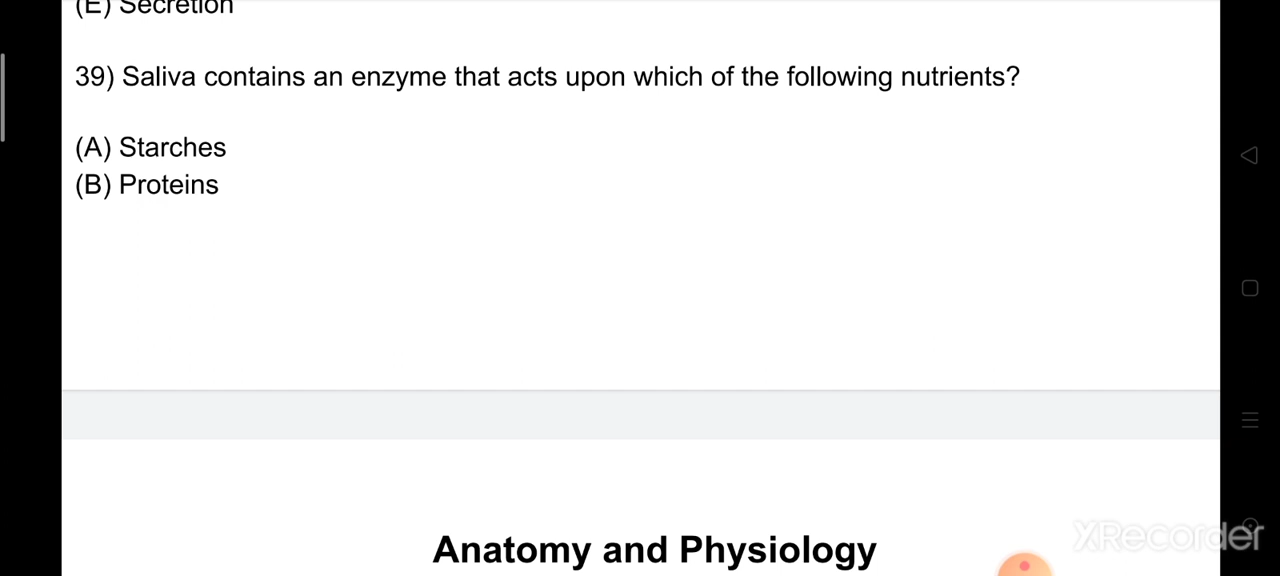 (E) Secretion
39) Saliva contains an enzyme that acts upon which of the following nutrients?
(A) Starches
(B) Proteins
Anatomy and Physiology
XRecorder